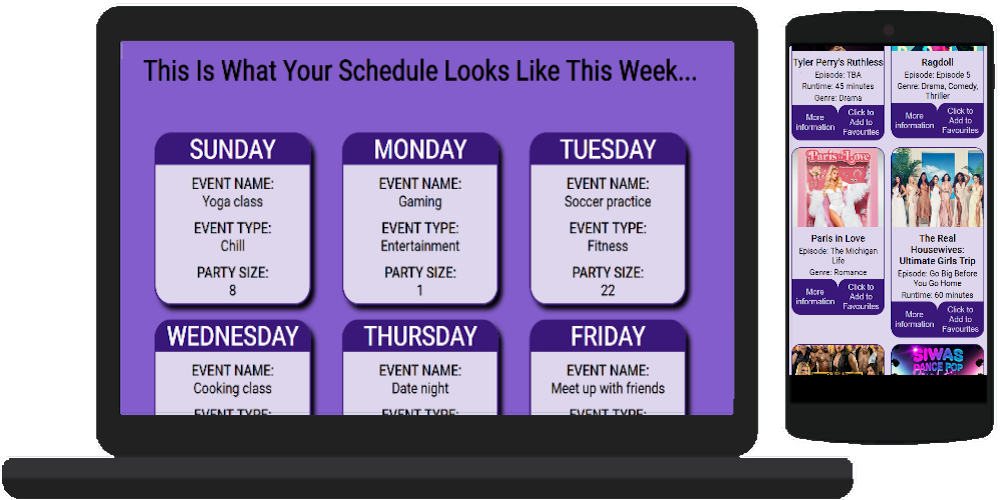 This Is What Your Schedule Looks Like This Week...
SUNDAY
EVENT NAME:
Yoga class
EVENT TYPE:
Chill
PARTY SIZE:
8
MONDAY
EVENT NAME:
Gaming
EVENT TYPE:
Entertainment
PARTY SIZE:
1
TUESDAY
EVENT NAME:
Soccer practice
EVENT TYPE:
Fitness
PARTY SIZE:
22
WEDNESDAY
EVENT NAME:
Cooking class
EVENT TYPE:
THURSDAY
EVENT NAME:
Date night
EVENT TYPE:
FRIDAY
EVENT NAME:
Meet up with friends
EVENT TYPE:
Tyler Perry's Ruthless
Episode: TBA
Runtime: 45 minutes
Genre: Drama
More
information
Click to
Add to
Favourites
Ragdoll
Episode: Episode 5
Genre: Drama, Comedy,
Thriller
More
information
Click to
Add to
Favourites
Paris in Love
Paris in Love
Episode: The Michigan
Life
Genre: Romance
More
information
Click to
Add to
Favourites
The Real
Housewives:
Ultimate Girls Trip
Episode: Go Big Before
You Go Home
Runtime: 60 minutes
More
information
Click to
Add to
Favourites
SIWAS
DANCE POP